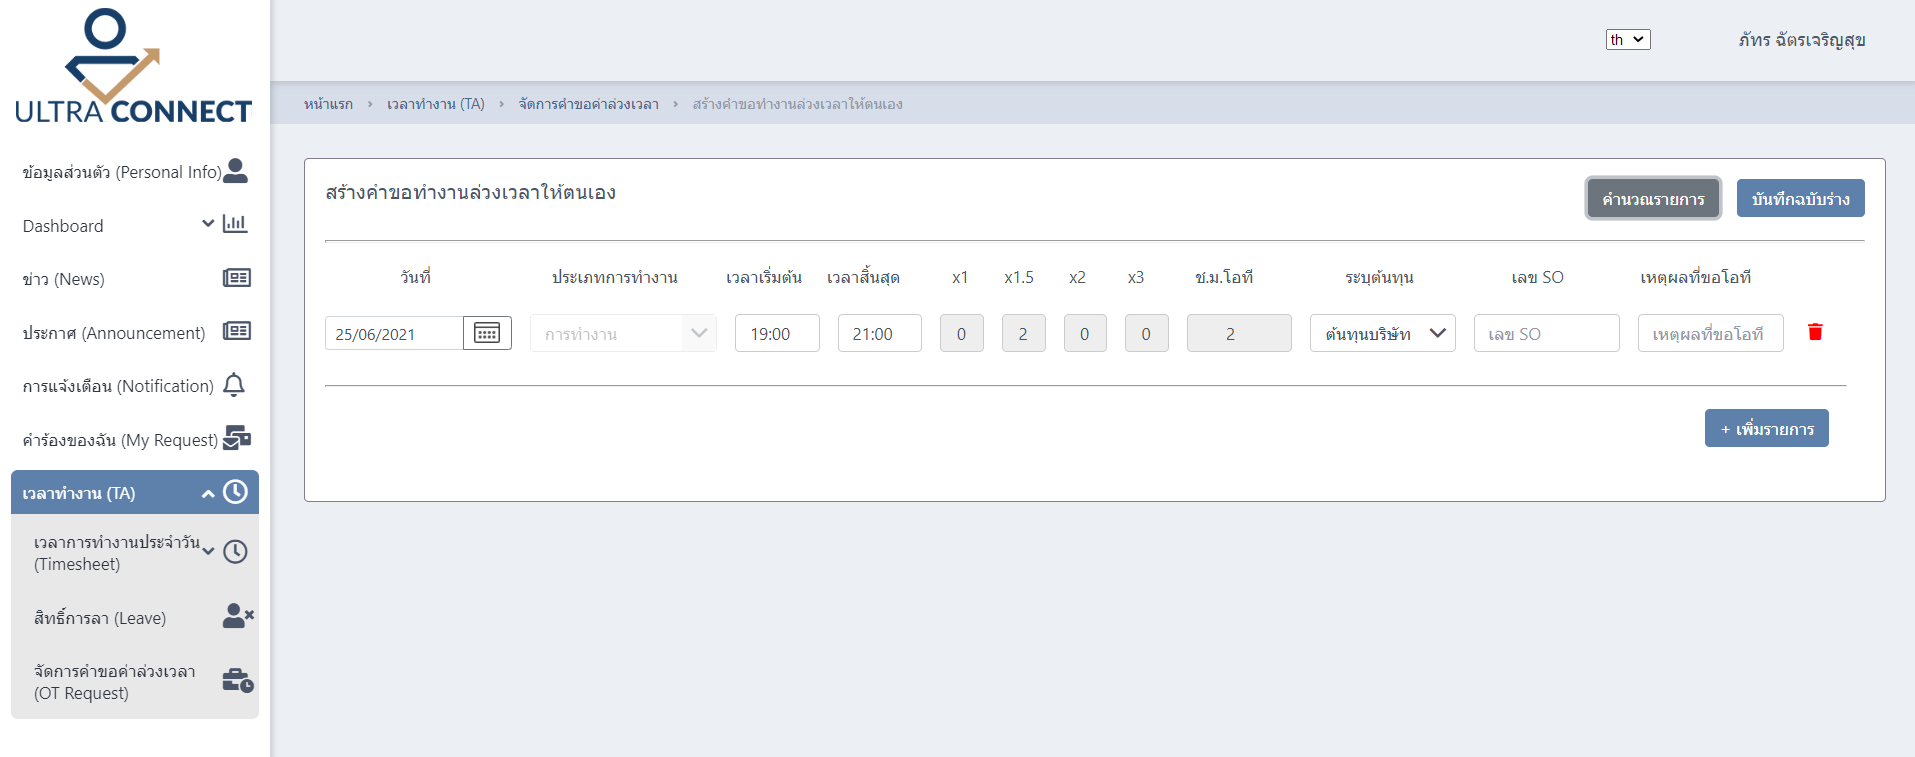 ULTRA CONNECT
th
ภัทร ฉัตรเจริญสุข
หน้าแรก › เวลาทำงาน (TA) › จัดการคำขอค่าล่วงเวลา › สร้างคำขอทำงานล่วงเวลาให้ตนเอง
ข้อมูลส่วนตัว (Personal Info)
Dashboard
ข่าว (News)
ประกาศ (Announcement)
การแจ้งเตือน (Notification)
คำร้องของฉัน (My Request)
เวลาทำงาน (TA)
เวลาการทำงานประจำวัน
(Timesheet)
สิทธิ์การลา (Leave)
จัดการคำขอค่าล่วงเวลา
(OT Request)
สร้างคำขอทำงานล่วงเวลาให้ตนเอง
คำนวณรายการ
บันทึกฉบับร่าง
วันที่ ประเภทการทำงาน เวลาเริ่มต้น เวลาสิ้นสุด x1 x1.5 x2 x3 ช.ม.โอที ระบุต้นทุน เลข SO เหตุผลที่ขอโอที
25/06/2021 การทำงาน 19:00 21:00 0 2 0 0 2 ต้นทุนบริษัท เลข SO เหตุผลที่ขอโอที
+ เพิ่มรายการ